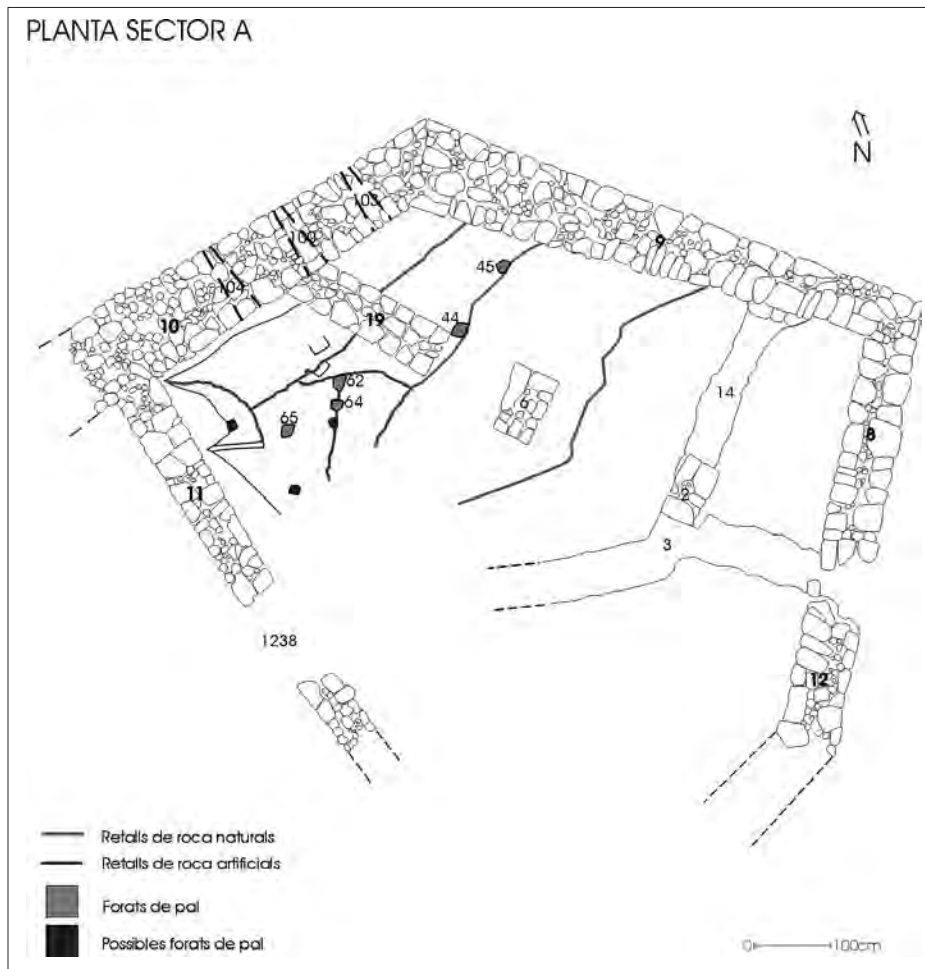 PLANTA SECTOR A
N
103
109
9
45
104
10
19
44
62
14
6
64
65
8
11
2
3
1238
12
Retalls de roca naturals
Retalls de roca artificials
Forats de pal
Possibles forats de pal
0 100cm